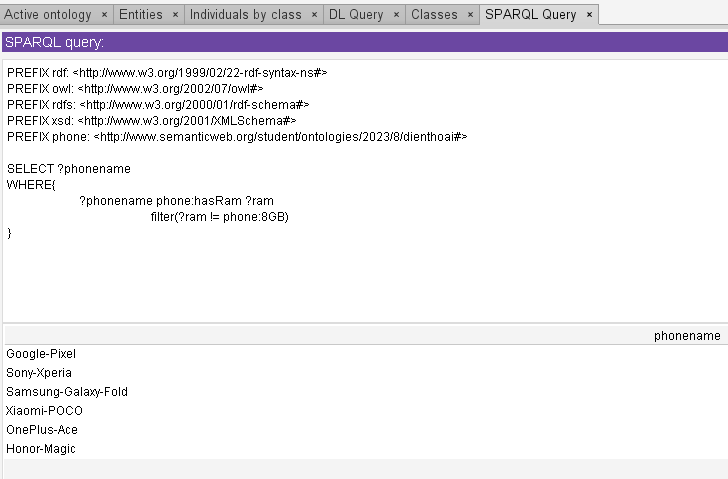 Active ontology × Entities × Individuals by class × DL Query × Classes × SPARQL Query ×
SPARQL query:
PREFIX rdf: <http://www.w3.org/1999/02/22-rdf-syntax-ns#>
PREFIX owl: <http://www.w3.org/2002/07/owl#>
PREFIX rdfs: <http://www.w3.org/2000/01/rdf-schema#>
PREFIX xsd: <http://www.w3.org/2001/XMLSchema#>
PREFIX phone: <http://www.semanticweb.org/student/ontologies/2023/8/dienthoai#>
SELECT ?phonename
WHERE{
?phonename phone:hasRam ?ram
filter(?ram != phone:8GB)
}
phonename
Google-Pixel
Sony-Xperia
Samsung-Galaxy-Fold
Xiaomi-POCO
OnePlus-Ace
Honor-Magic